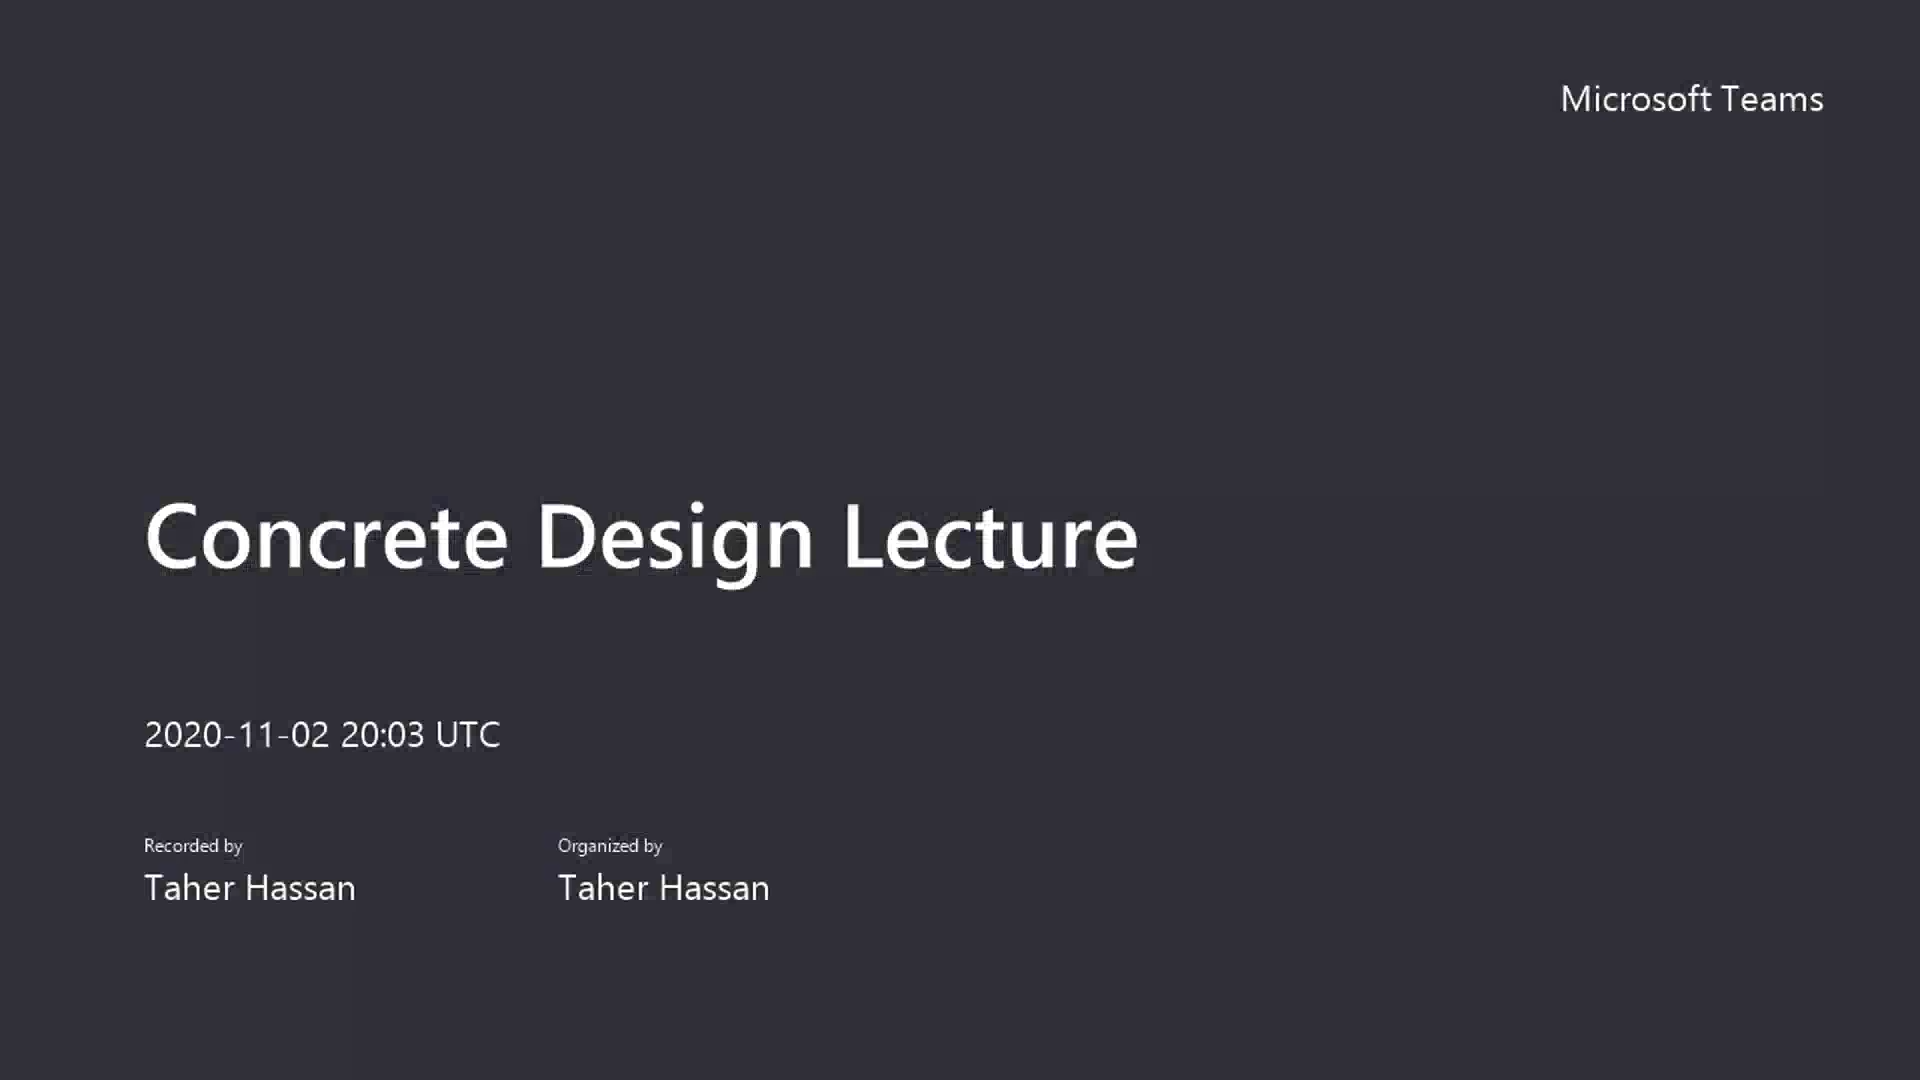 Microsoft Teams
Concrete Design Lecture
2020-11-02 20:03 UTC
Recorded by
Taher Hassan
Organized by
Taher Hassan